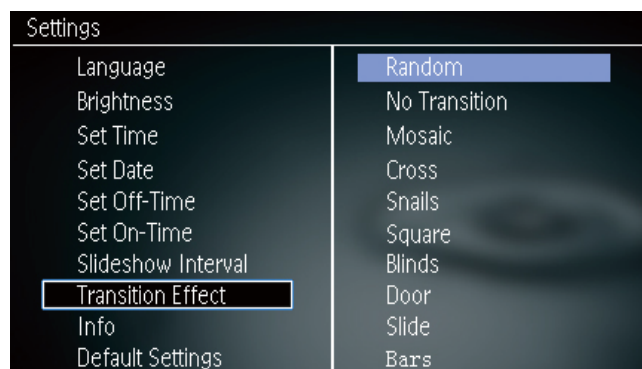 Settings
Language
Brightness
Set Time
Set Date
Set Off-Time
Set On-Time
Slideshow Interval
Transition Effect
Info
Default Settings
Random
No Transition
Mosaic
Cross
Snails
Square
Blinds
Door
Slide
Bars